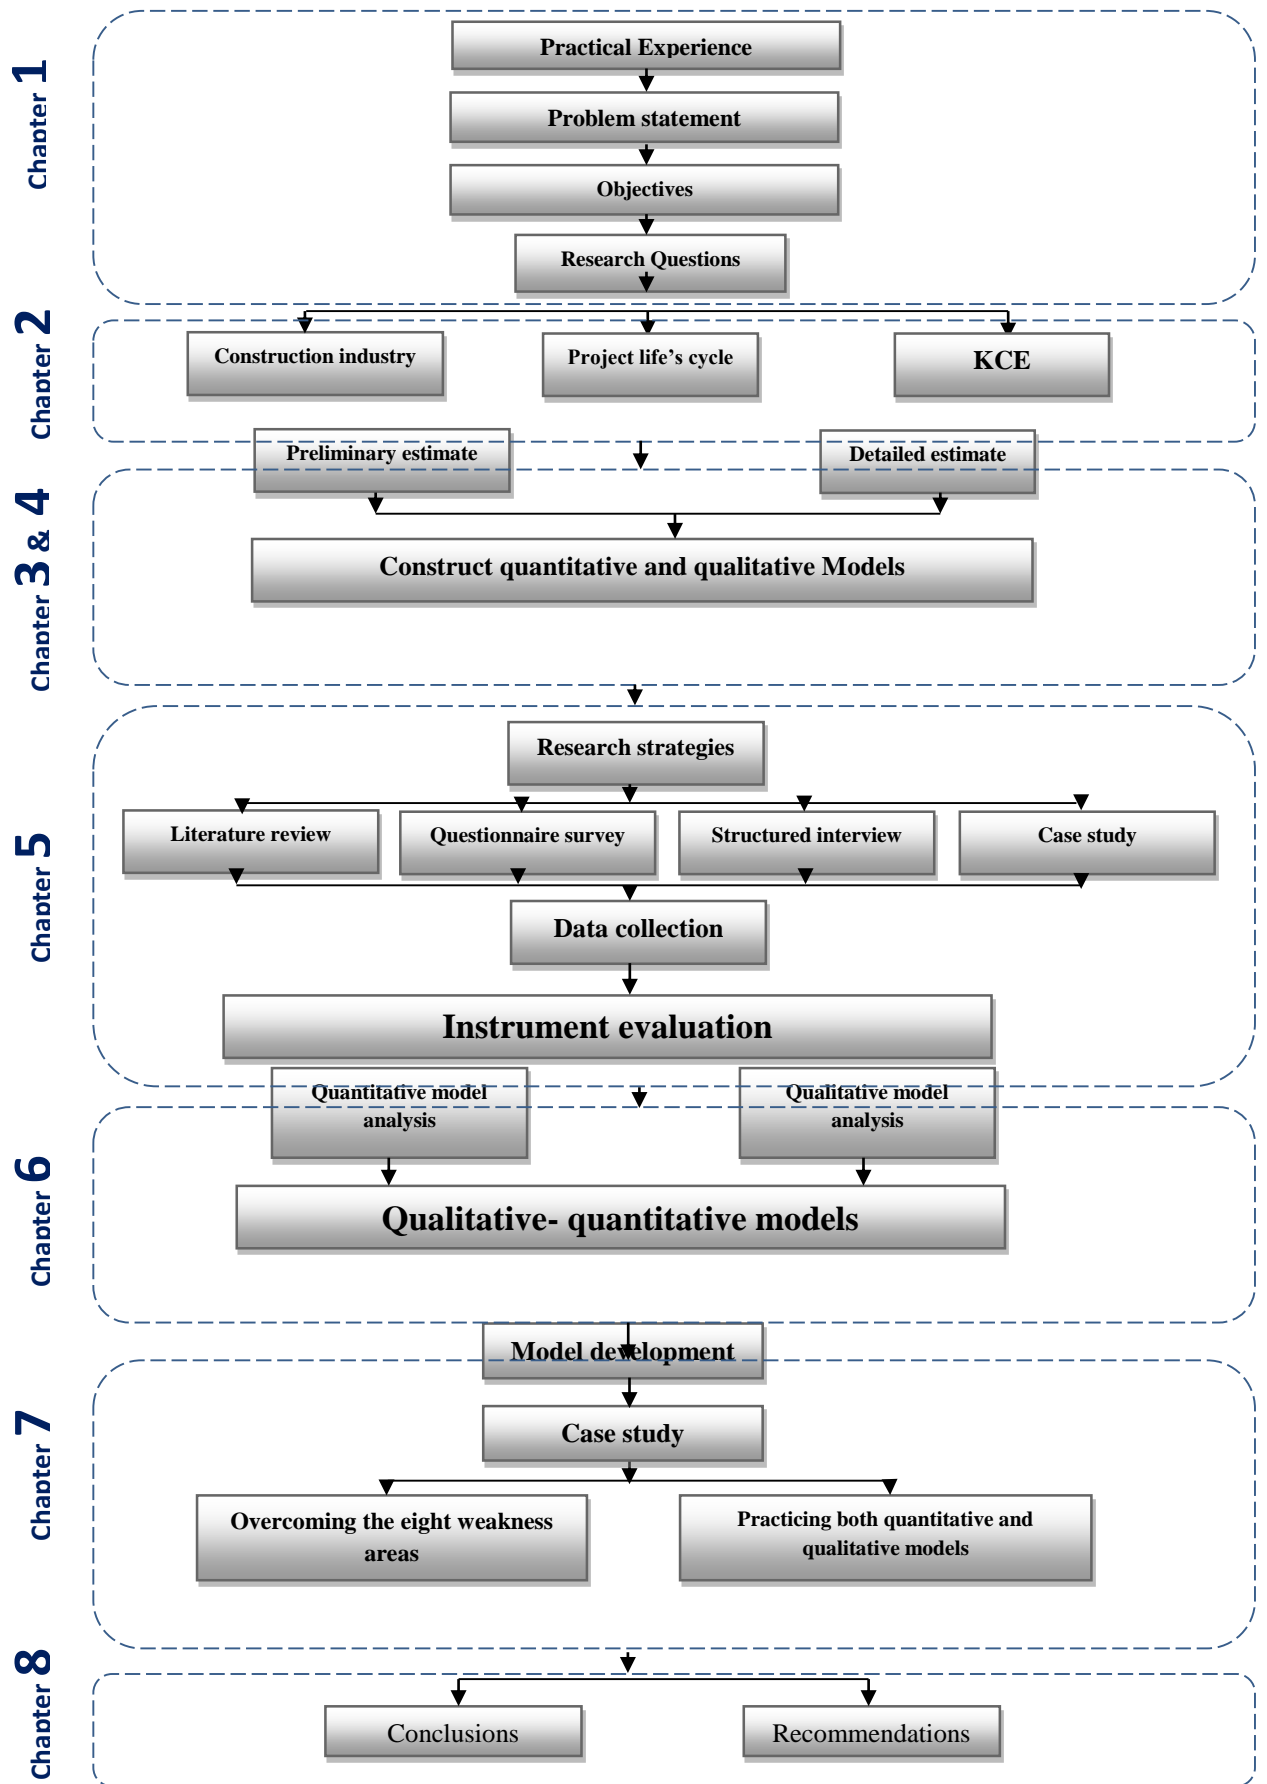 Chapter 1
Practical Experience
Problem statement
Objectives
Research Questions
Chapter 2
Construction industry
Project life's cycle
KCE
Chapter 3 & 4
Preliminary estimate
Detailed estimate
Construct quantitative and qualitative Models
Chapter 5
Research strategies
Literature review
Questionnaire survey
Structured interview
Case study
Data collection
Instrument evaluation
Chapter 6
Quantitative model
analysis
Qualitative model
analysis
Qualitative- quantitative models
Chapter 7
Model development
Case study
Overcoming the eight weakness
areas
Practicing both quantitative and
qualitative models
Chapter 8
Conclusions
Recommendations